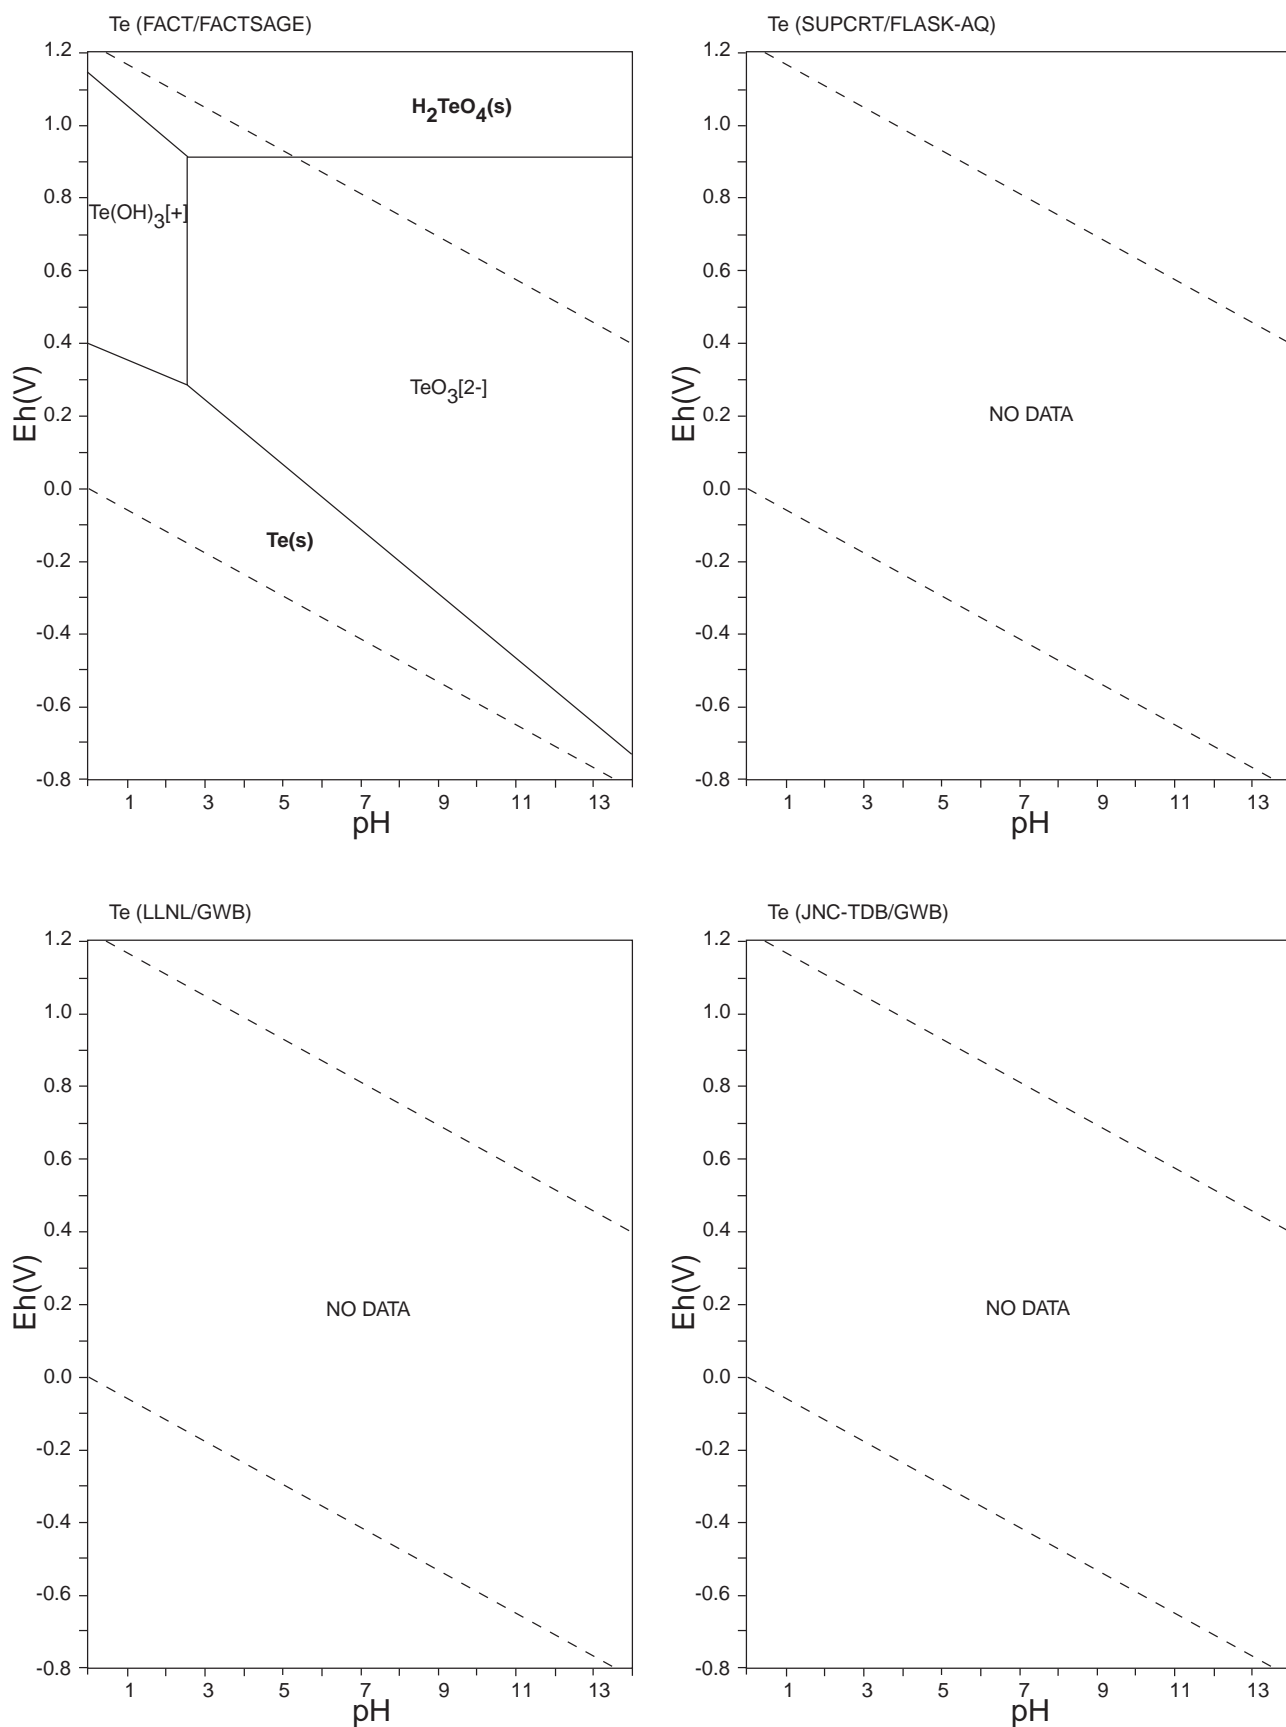 Te (FACT/FACTSAGE)
1.2
1.0
0.8
0.6
0.4
0.2
0.0
-0.2
-0.4
-0.6
-0.8
Eh(V)
H2TeO4(s)
Te(OH)3[+]
TeO3[2-]
Te(s)
1 3 5 7 9 11 13
pH
Te (SUPCRT/FLASK-AQ)
1.2
1.0
0.8
0.6
0.4
0.2
0.0
-0.2
-0.4
-0.6
-0.8
Eh(V)
NO DATA
1 3 5 7 9 11 13
pH
Te (LLNL/GWB)
1.2
1.0
0.8
0.6
0.4
0.2
0.0
-0.2
-0.4
-0.6
-0.8
Eh(V)
NO DATA
1 3 5 7 9 11 13
pH
Te (JNC-TDB/GWB)
1.2
1.0
0.8
0.6
0.4
0.2
0.0
-0.2
-0.4
-0.6
-0.8
Eh(V)
NO DATA
1 3 5 7 9 11 13
pH